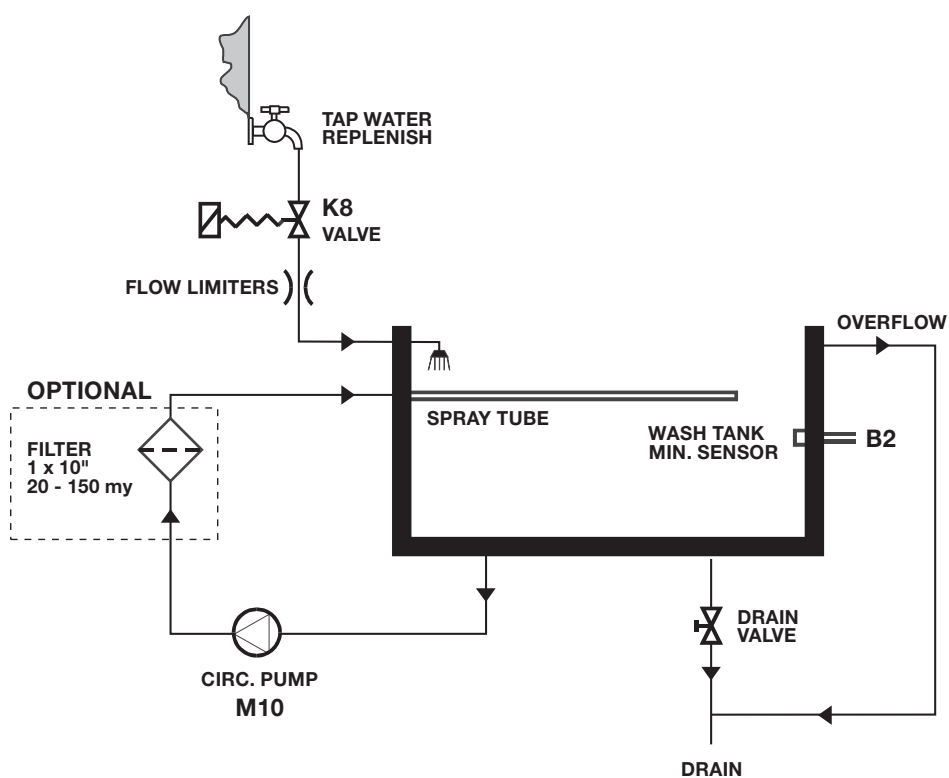 TAP WATER
REPLENISH
K8
VALVE
FLOW LIMITERS
OVERFLOW
OPTIONAL
FILTER
1 x 10"
20 - 150 my
SPRAY TUBE
WASH TANK
MIN. SENSOR
B2
DRAIN
VALVE
CIRC. PUMP
M10
DRAIN